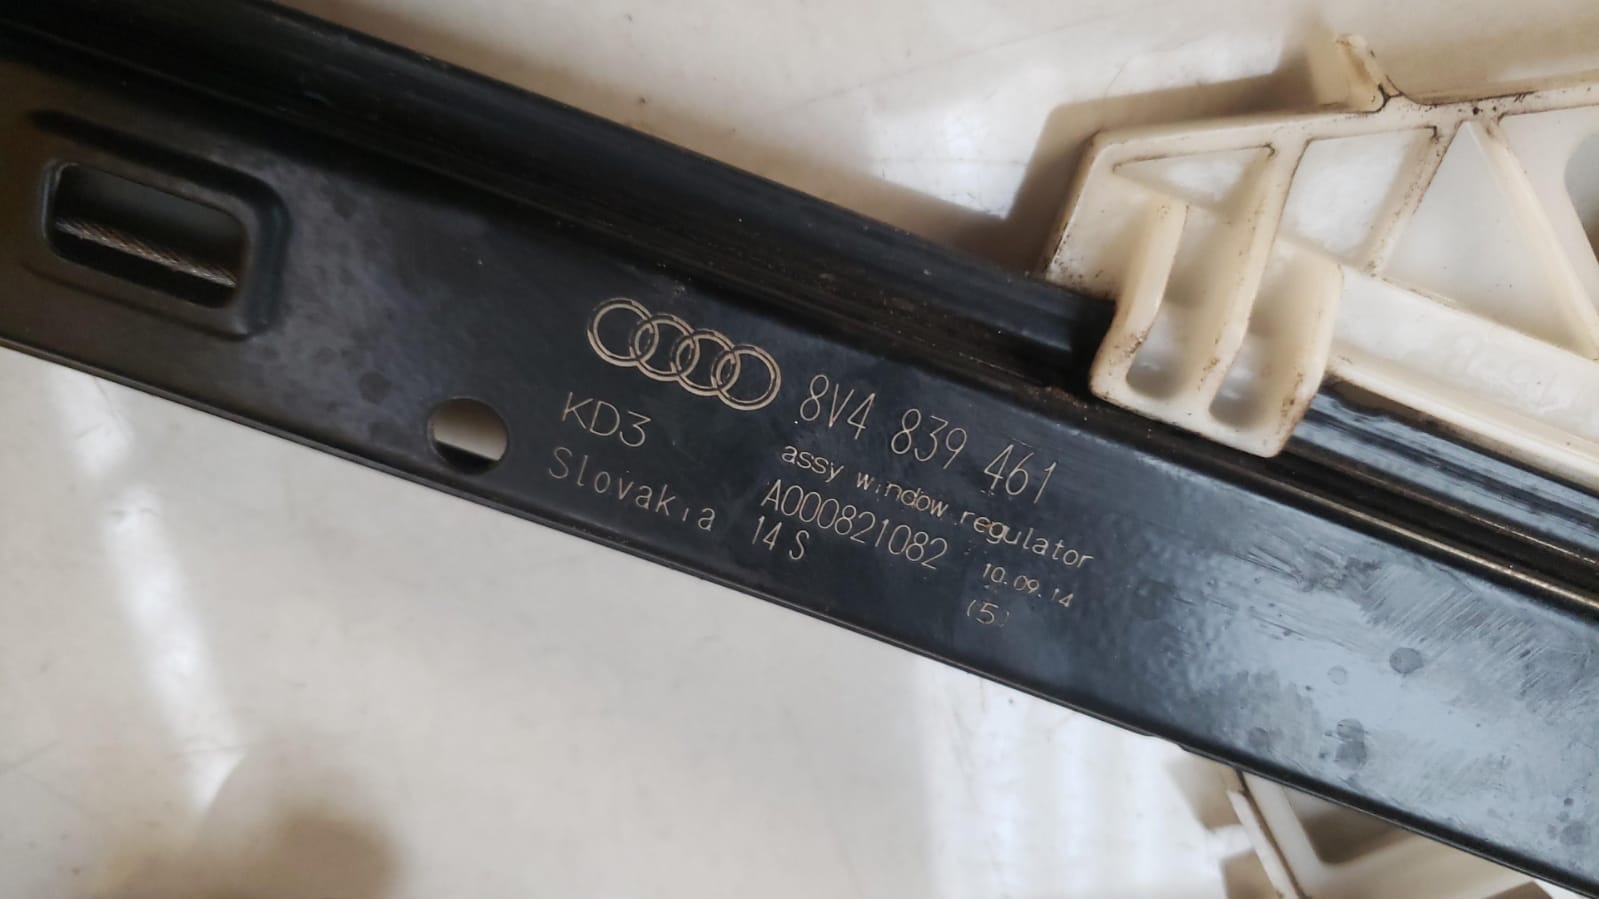 8V4 839 461
KD3
assy window regulator
Slovakia
A000821082
10.09.14
14 S
(5)